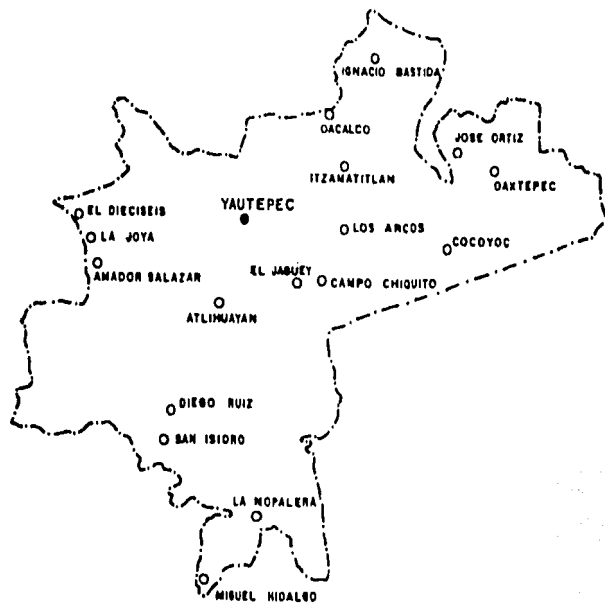 IGNACIO BASTIDA
OACALCO
JOSE ORTIZ
ITZAMATITLAN
OAXTEPEC
YAUTEPEC
EL DIECISEIS
LOS ARCOS
LA JOYA
COCOYOC
AMADOR SALAZAR
EL JAGUEY
CAMPO CHIQUITO
ATLIHUAYAN
DIEGO RUIZ
SAN ISIDRO
LA NOPALERA
MIGUEL HIDALGO